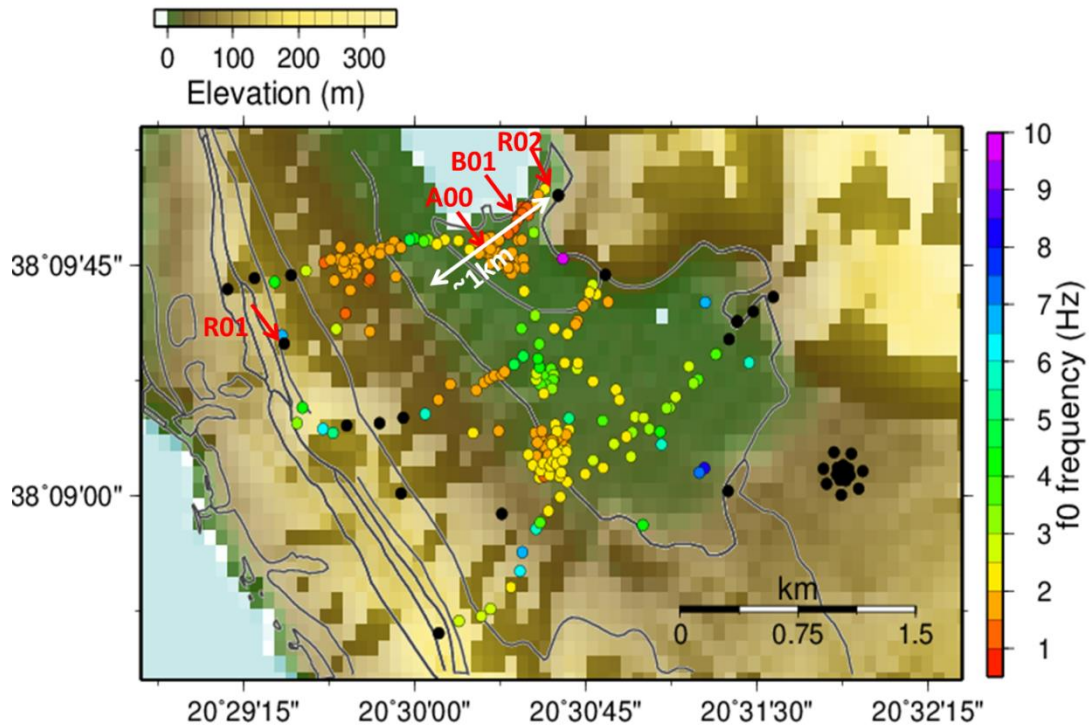 0 100 200 300
Elevation (m)
R02
B01
A00
~1km
R01
38°09'45"
38°09'00"
20°29'15" 20°30'00" 20°30'45" 20°31'30" 20°32'15"
km
0 0.75 1.5
10
9
8
7
6
5
4
3
2
1
f0 frequency (Hz)